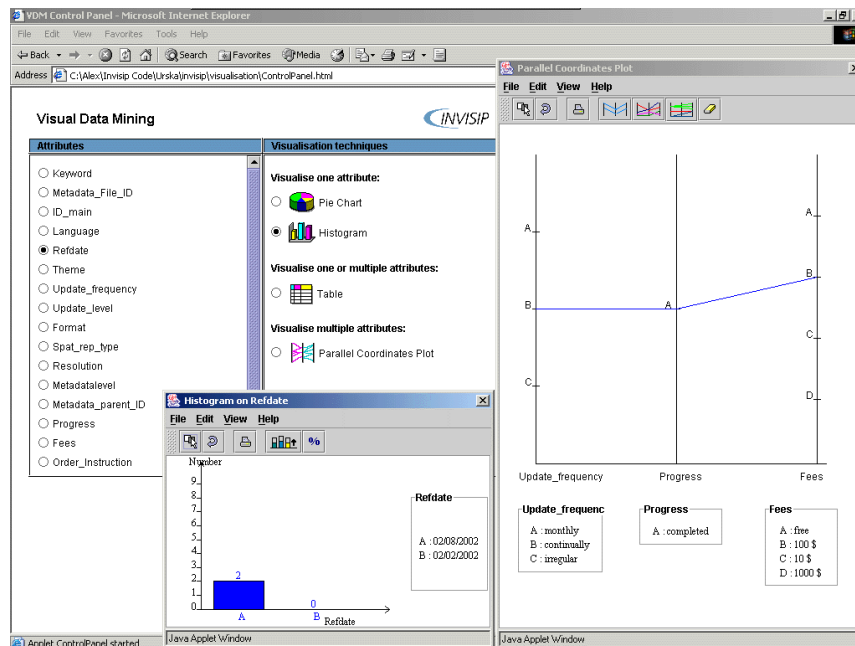 VDM Control Panel - Microsoft Internet Explorer
File Edit View Favorites Tools Help
Back Search Favorites Media
Address C:\Alex\Invisip Code\Urska\invisip\visualisation\ControlPanel.html
Visual Data Mining
INVISIP
Attributes
Keyword
Metadata_File_ID
ID_main
Language
Refdate
Theme
Update_frequency
Update_level
Format
Spat_rep_type
Resolution
Metadatalevel
Metadata_parent_ID
Progress
Fees
Order_Instruction
Visualisation techniques
Visualise one attribute:
Pie Chart
Histogram
Visualise one or multiple attributes:
Table
Visualise multiple attributes:
Parallel Coordinates Plot
Applet ControlPanel started
Histogram on Refdate
File Edit View Help
%
Number
9
8
7
6
5
4
3
2
1
0
2
0
A
B
Refdate
Refdate
A : 02/08/2002
B : 02/02/2002
Java Applet Window
Parallel Coordinates Plot
File Edit View Help
A
B
C
A
A
B
C
D
Update_frequency
Progress
Fees
Update_frequenc
A : monthly
B : continually
C : irregular
Progress
A : completed
Fees
A : free
B : 100 $
C : 10 $
D : 1000 $
Java Applet Window